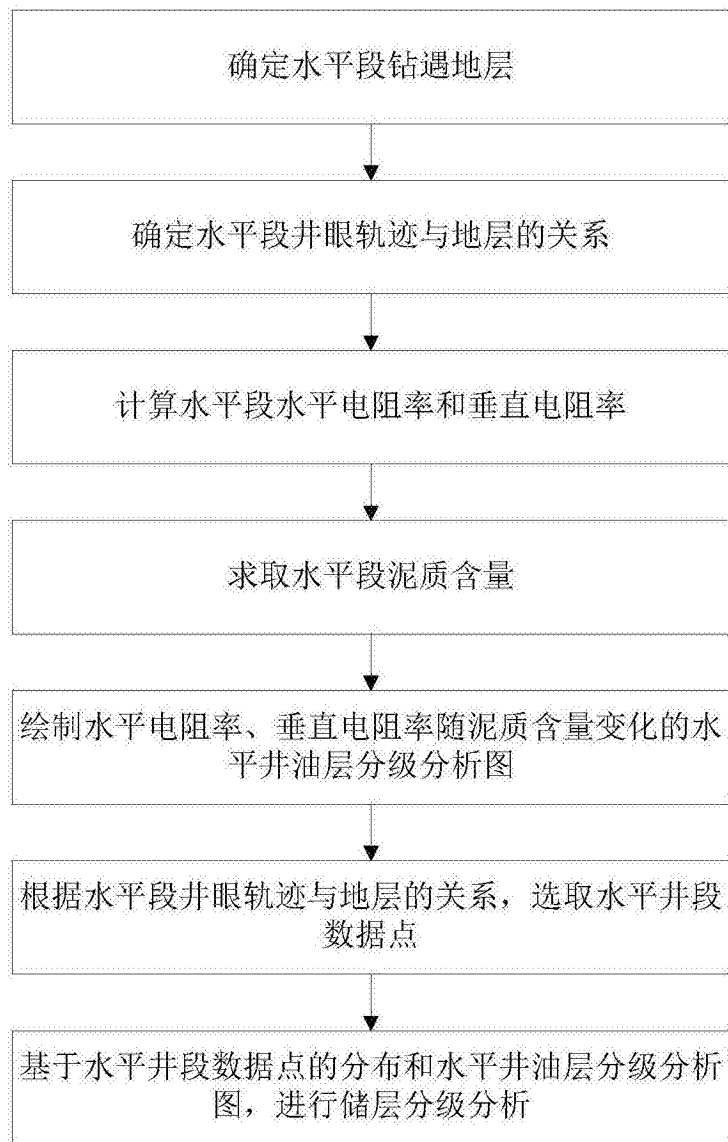 确定水平段钻遇地层
确定水平段井眼轨迹与地层的关系
计算水平段水平电阻率和垂直电阻率
求取水平段泥质含量
绘制水平电阻率、垂直电阻率随泥质含量变化的水
平井油层分级分析图
根据水平段井眼轨迹与地层的关系，选取水平井段
数据点
基于水平井段数据点的分布和水平井油层分级分析
图，进行储层分级分析